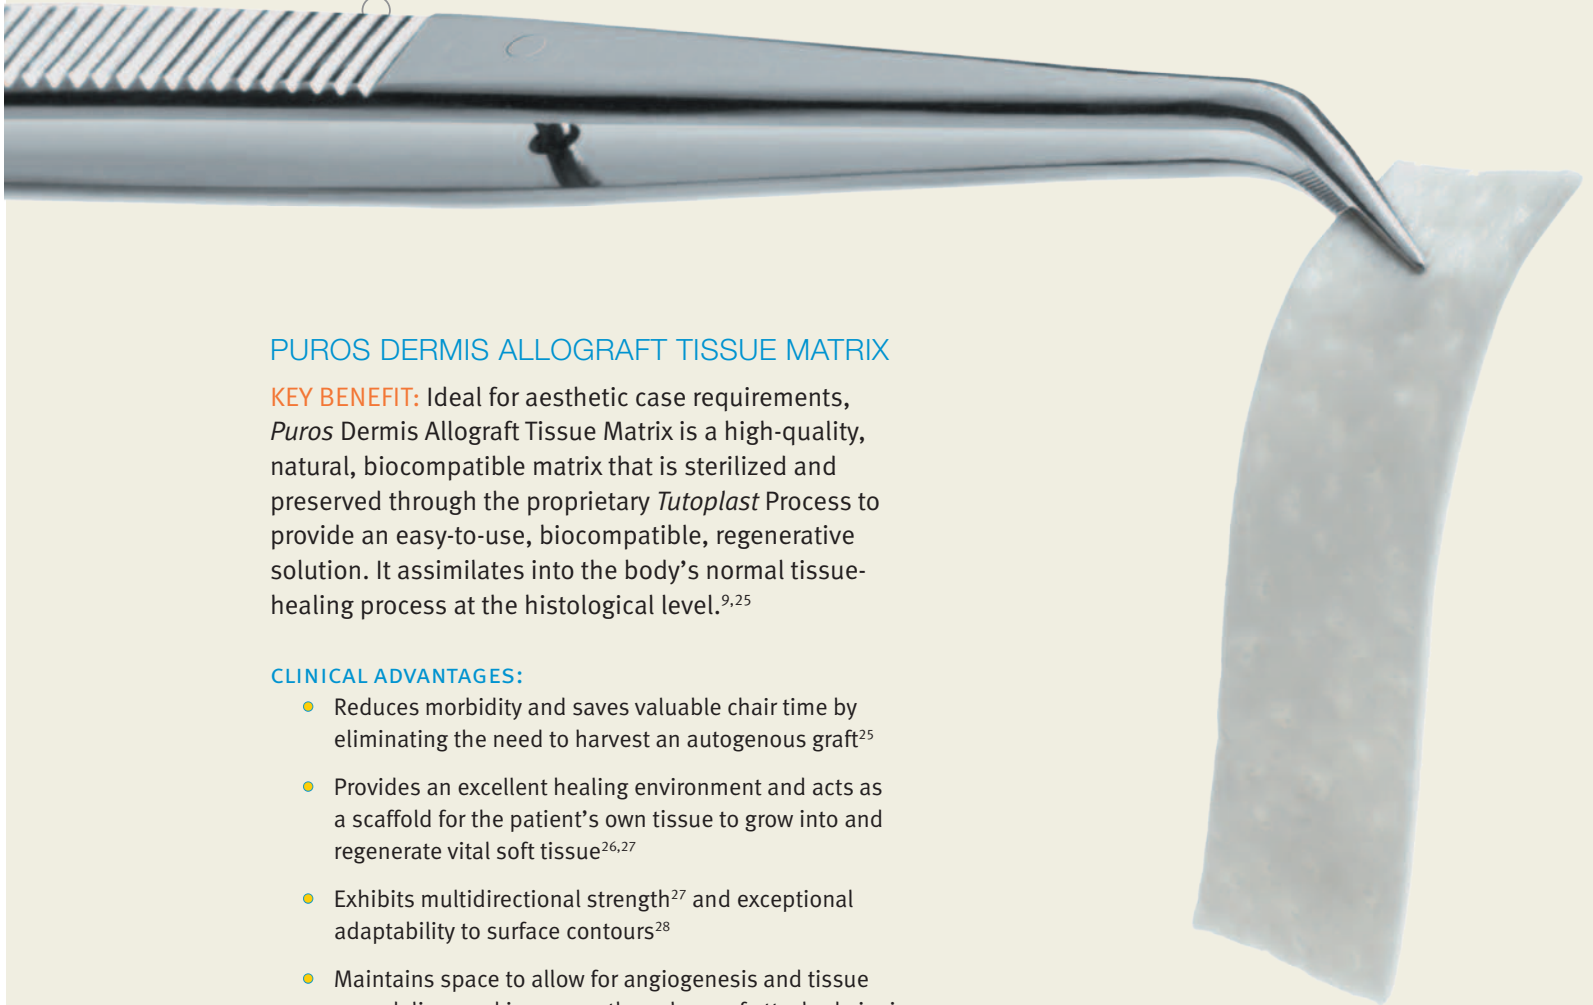 PUROS DERMIS ALLOGRAFT TISSUE MATRIX
KEY BENEFIT: Ideal for aesthetic case requirements,
Puros Dermis Allograft Tissue Matrix is a high-quality,
natural, biocompatible matrix that is sterilized and
preserved through the proprietary Tutoplast Process to
provide an easy-to-use, biocompatible, regenerative
solution. It assimilates into the body’s normal tissue-
healing process at the histological level.9,25
CLINICAL ADVANTAGES:
Reduces morbidity and saves valuable chair time by
eliminating the need to harvest an autogenous graft25
Provides an excellent healing environment and acts as
a scaffold for the patient’s own tissue to grow into and
regenerate vital soft tissue26,27
Exhibits multidirectional strength27 and exceptional
adaptability to surface contours28
Maintains space to allow for angiogenesis and tissue